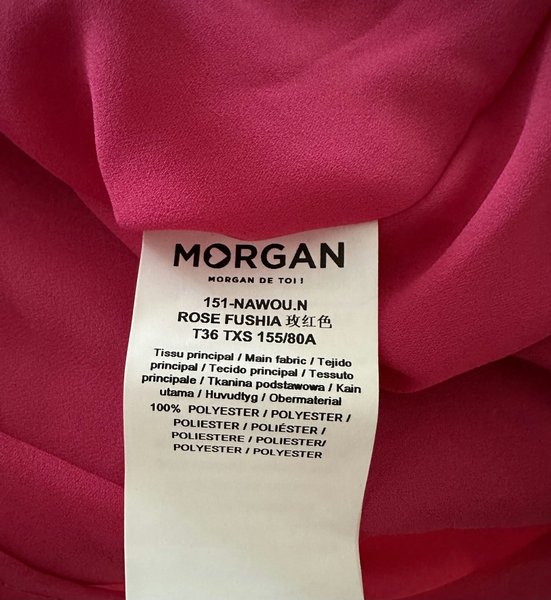 MORGAN
MORGAN DE TOI !
151-NAWOU.N
ROSE FUSHIA 玫红色
T36 TXS 155/80A
Tissu principal / Main fabric / Tejido
principal / Tecido principal / Tessuto
principale / Tkanina podstawowa / Kain
utama / Huvudtyg / Obermaterial
100% POLYESTER / POLYESTER /
POLIESTER / POLIÉSTER /
POLIESTERE / POLIESTER/
POLYESTER / POLYESTER